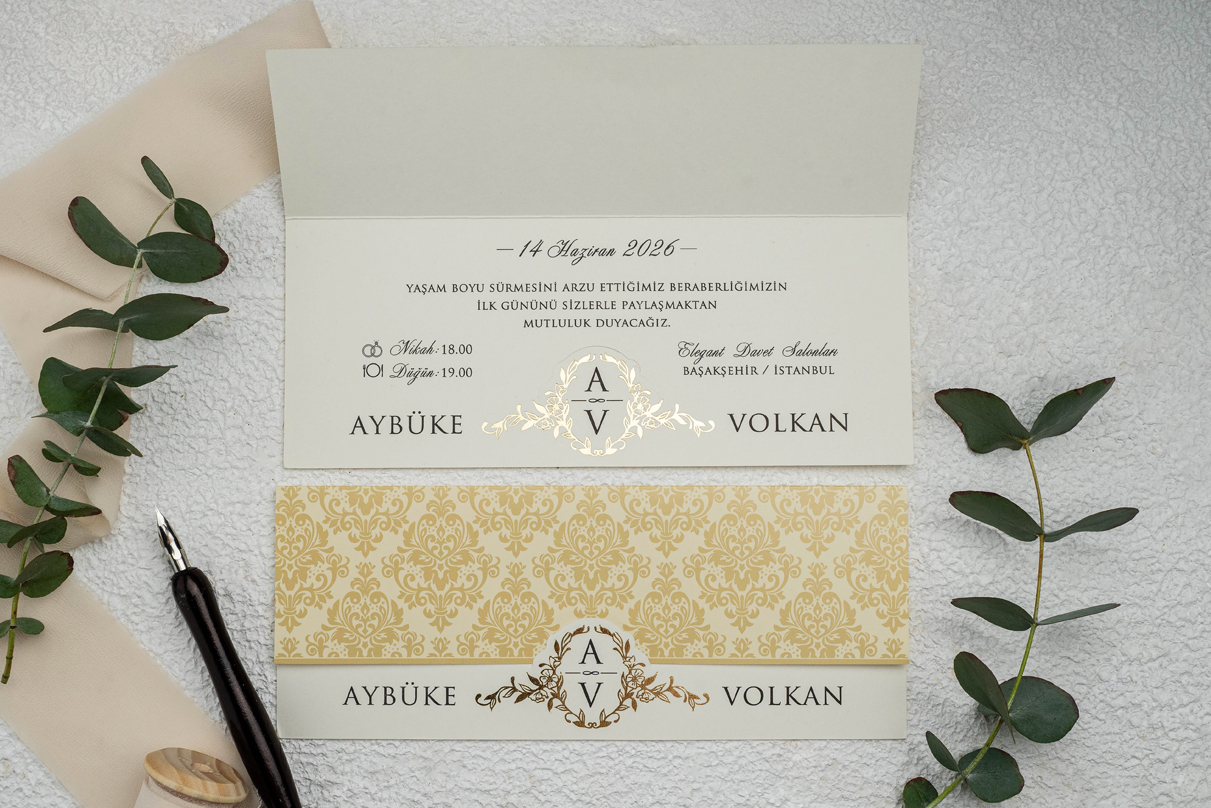 — 14 Haziran 2026 —
YAŞAM BOYU SÜRMESİNİ ARZU ETTİĞİMİZ BERABERLİĞİMİZİN
İLK GÜNÜNÜ SİZLERLE PAYLAŞMAKTAN
MUTLULUK DUYACAĞIZ.
Nikah: 18.00
Düğün: 19.00
Elegant Davet Salonları
BAŞAKŞEHİR / İSTANBUL
AYBÜKE
A
V
VOLKAN
AYBÜKE
A
V
VOLKAN